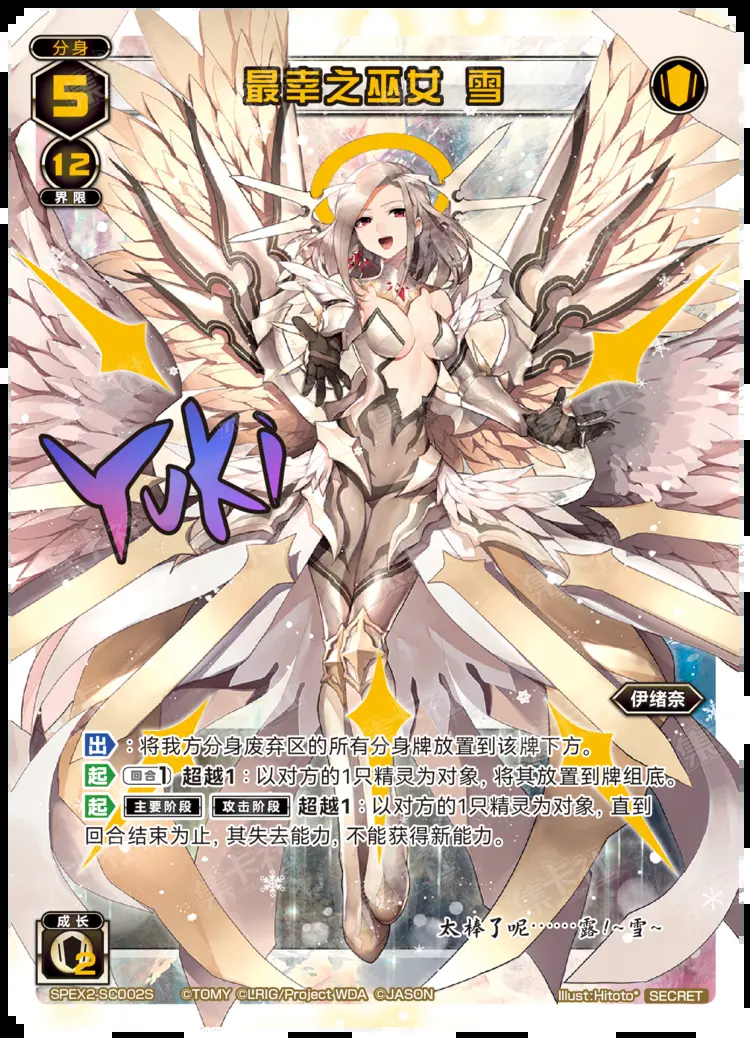 分身
5
最幸之巫女 雪
12
界限
Yuki
伊绪奈
出：将我方分身废弃区的所有分身牌放置到该牌下方。
起 回合1 超越1：以对方的1只精灵为对象，将其放置到牌组底。
起 主要阶段 攻击阶段 超越1：以对方的1只精灵为对象，直到
回合结束为止，其失去能力，不能获得新能力。
太棒了呢……露!~雪~
成长
2
SPEX2-SC002S ©TOMY ©LRIG/Project WDA ©JASON Illust:Hitoto* SECRET
集卡社